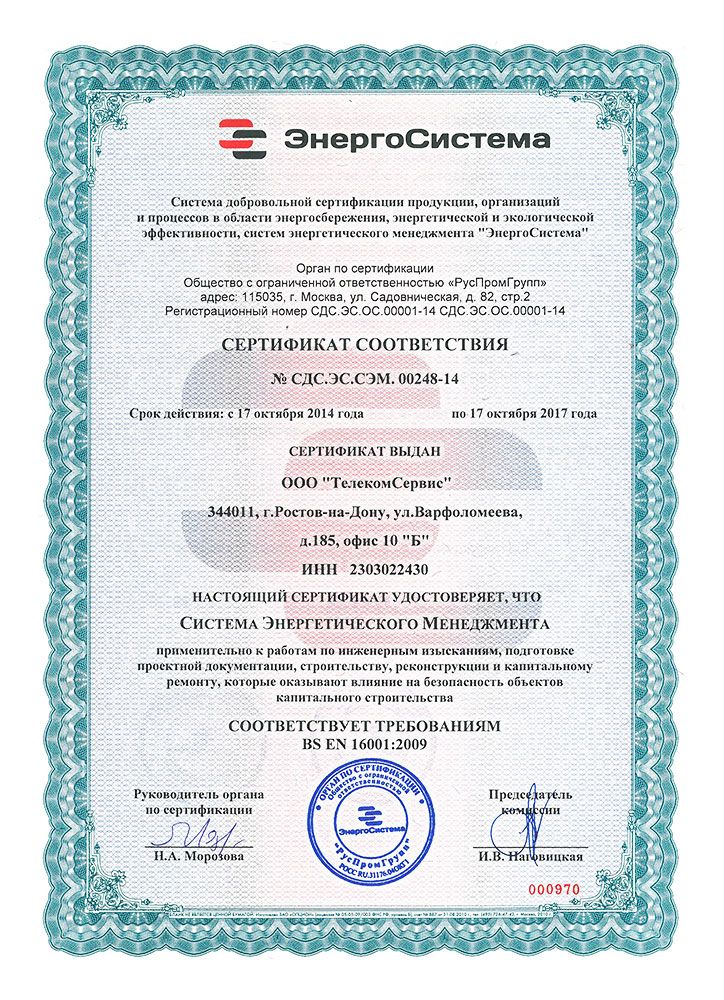 ЭнергоСистема
Система добровольной сертификации продукции, организаций
и процессов в области энергосбережения, энергетической и экологической
эффективности, систем энергетического менеджмента "ЭнергоСистема"
Орган по сертификации
Общество с ограниченной ответственностью «РусПромГрупп»
адрес: 115035, г. Москва, ул. Садовническая, д. 82, стр.2
Регистрационный номер СДС.ЭС.ОС.00001-14 СДС.ЭС.ОС.00001-14
СЕРТИФИКАТ СООТВЕТСТВИЯ
№ СДС.ЭС.СЭМ. 00248-14
Срок действия: с 17 октября 2014 года по 17 октября 2017 года
СЕРТИФИКАТ ВЫДАН
ООО "ТелекомСервис"
344011, г.Ростов-на-Дону, ул.Варфоломеева,
д.185, офис 10 "Б"
ИНН 2303022430
НАСТОЯЩИЙ СЕРТИФИКАТ УДОСТОВЕРЯЕТ, ЧТО
СИСТЕМА ЭНЕРГЕТИЧЕСКОГО МЕНЕДЖМЕНТА
применительно к работам по инженерным изысканиям, подготовке
проектной документации, строительству, реконструкции и капитальному
ремонту, которые оказывают влияние на безопасность объектов
капитального строительства
СООТВЕТСТВУЕТ ТРЕБОВАНИЯМ
BS EN 16001:2009
Руководитель органа
по сертификации
Н.А. Морозова
ОРГАН ПО СЕРТИФИКАЦИИ
Общество с ограниченной
ответственностью
ЭнергоСистема
"РусПромГрупп"
Председатель
комиссии
И.В. Наговицкая
000970